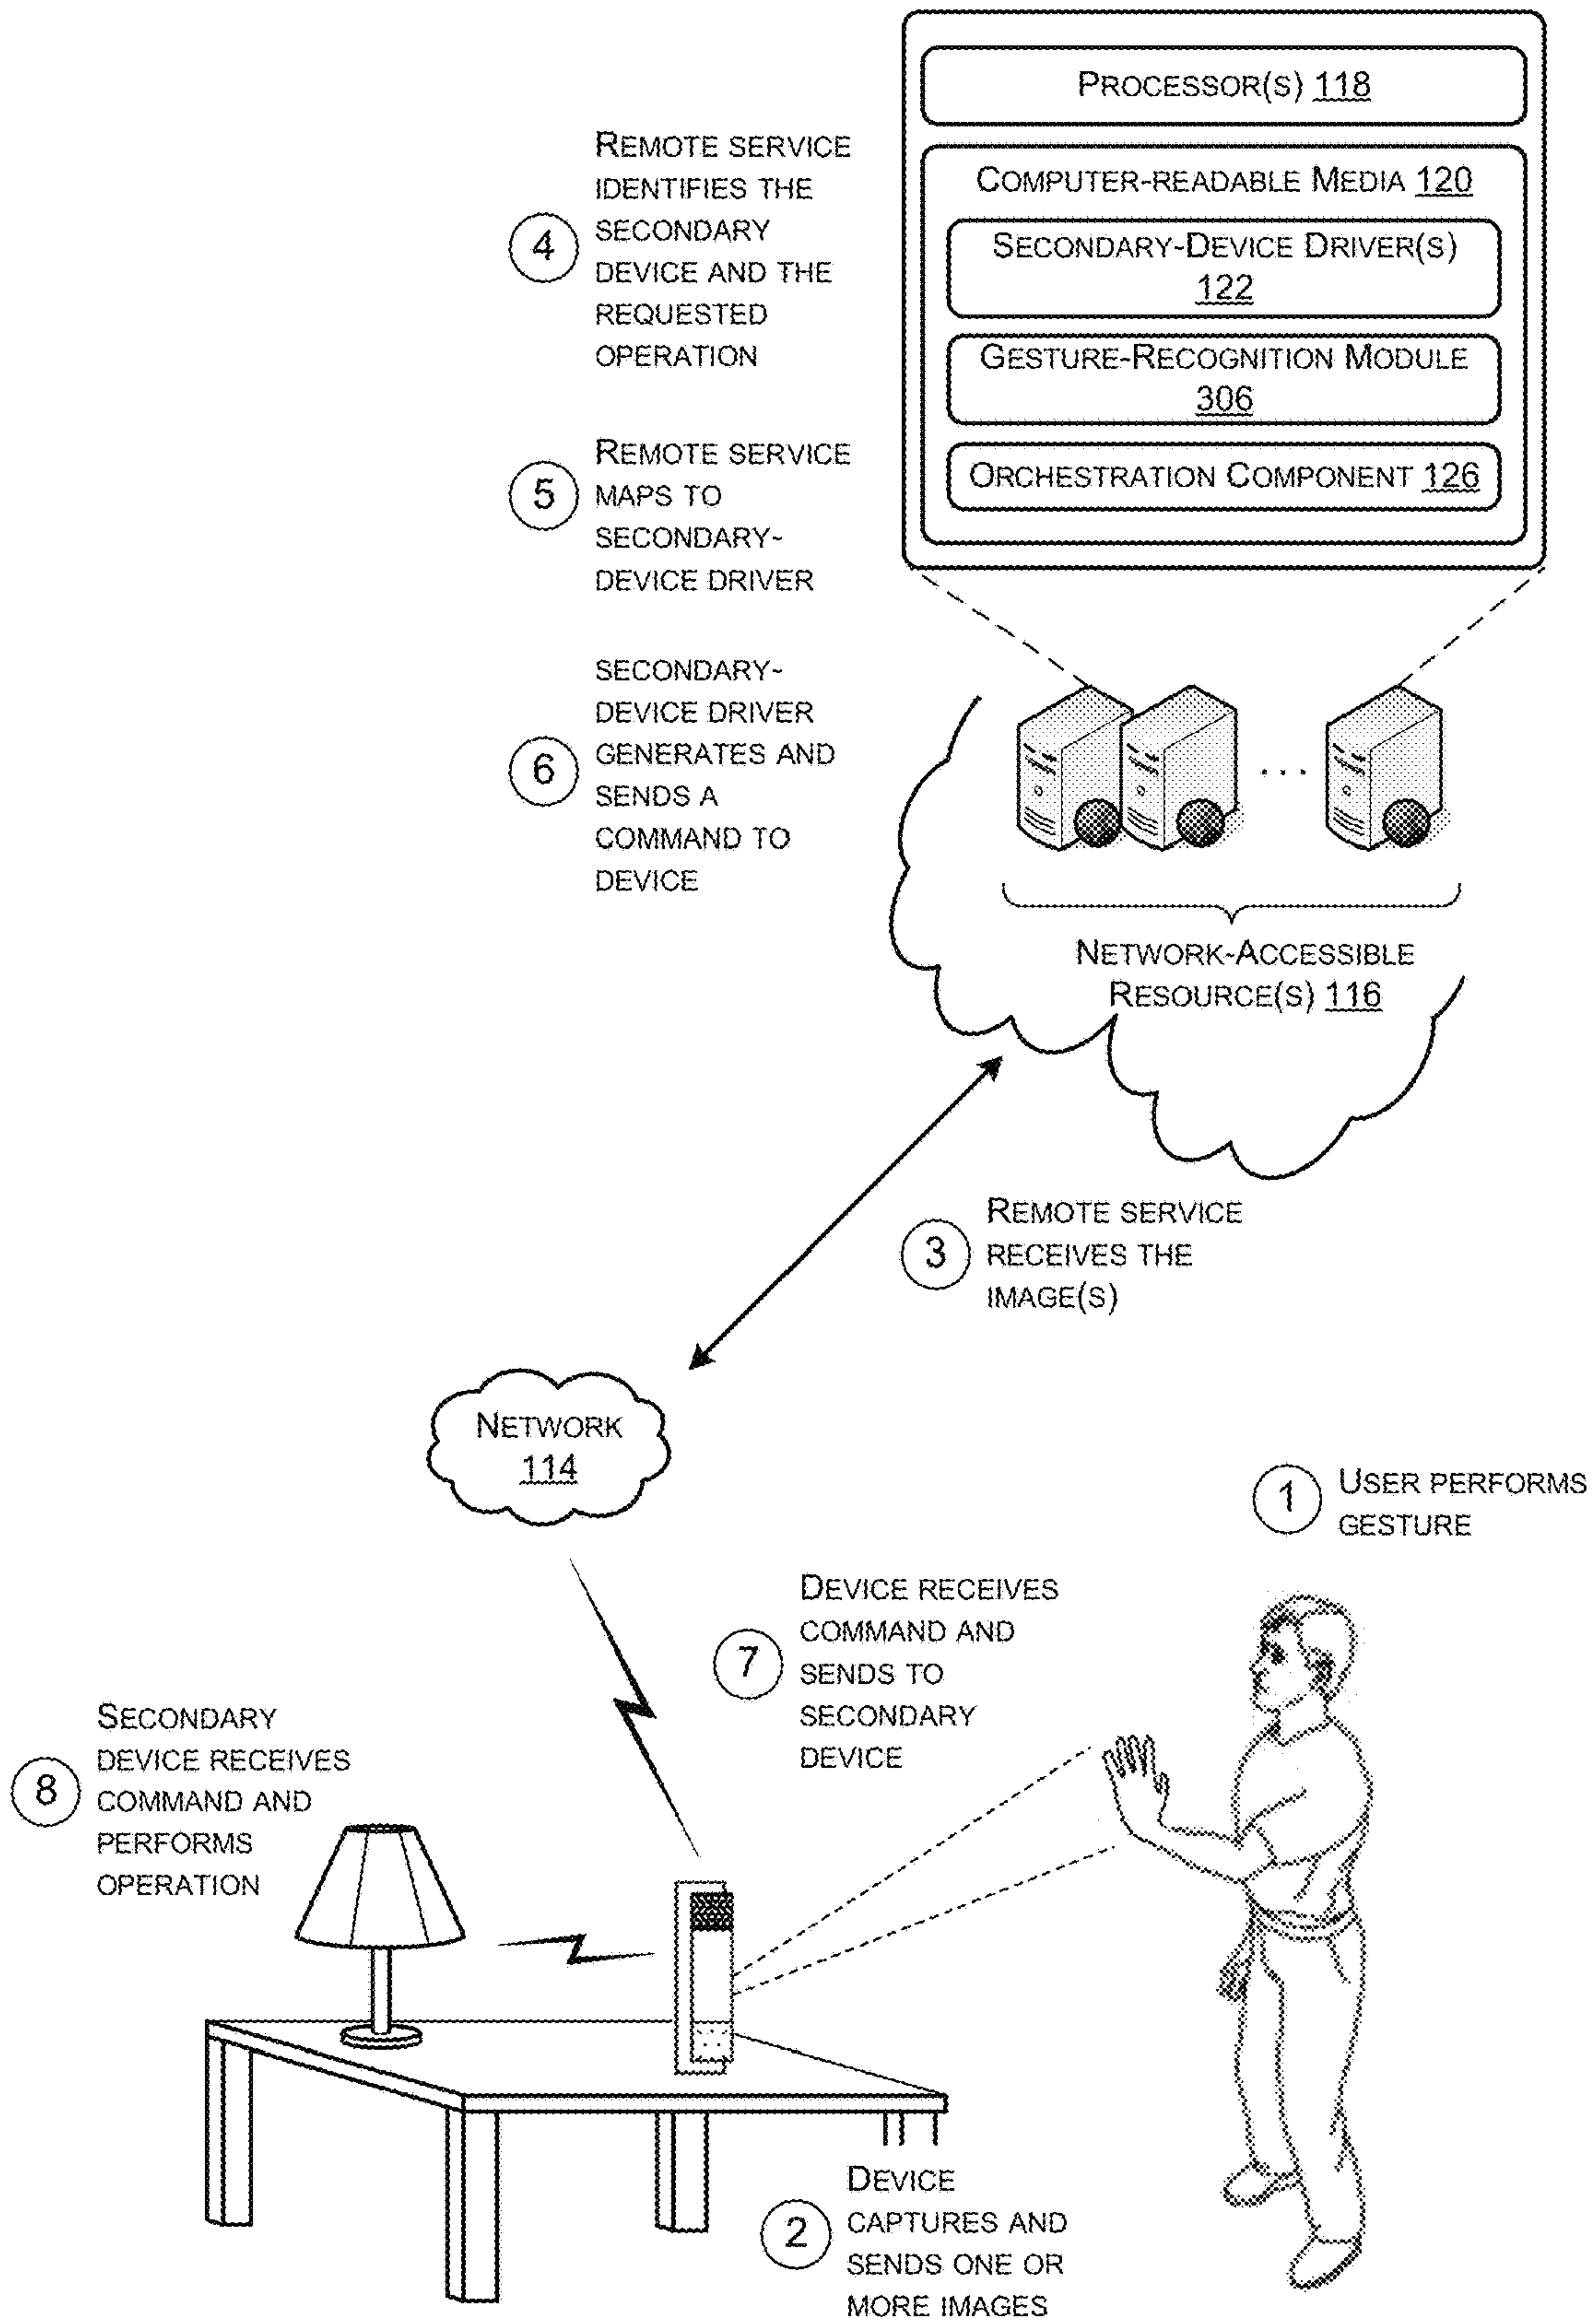 PROCESSOR(S) 118
COMPUTER-READABLE MEDIA 120
SECONDARY-DEVICE DRIVER(S)
122
GESTURE-RECOGNITION MODULE
306
ORCHESTRATION COMPONENT 126
4
REMOTE SERVICE
IDENTIFIES THE
SECONDARY
DEVICE AND THE
REQUESTED
OPERATION
5
REMOTE SERVICE
MAPS TO
SECONDARY-
DEVICE DRIVER
6
SECONDARY-
DEVICE DRIVER
GENERATES AND
SENDS A
COMMAND TO
DEVICE
...
NETWORK-ACCESSIBLE
RESOURCE(S) 116
3
REMOTE SERVICE
RECEIVES THE
IMAGE(S)
NETWORK
114
1
USER PERFORMS
GESTURE
7
DEVICE RECEIVES
COMMAND AND
SENDS TO
SECONDARY
DEVICE
8
SECONDARY
DEVICE RECEIVES
COMMAND AND
PERFORMS
OPERATION
2
DEVICE
CAPTURES AND
SENDS ONE OR
MORE IMAGES